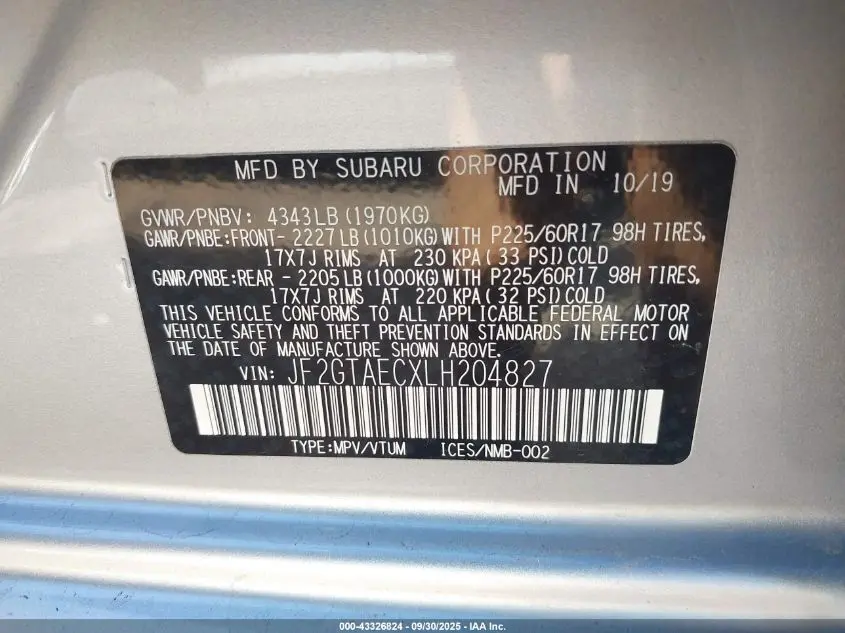 MFD BY SUBARU CORPORATION
MFD IN 10/19
GVWR/PNBV: 4343LB (1970KG)
GAWR/PNBE:FRONT- 2227 LB (1010KG) WITH P225/60R17 98H TIRES,
17X7J RIMS AT 230 KPA ( 33 PSI) COLD
GAWR/PNBE:REAR - 2205 LB (1000KG) WITH P225/60R17 98H TIRES,
17X7J RIMS AT 220 KPA ( 32 PSI) COLD
THIS VEHICLE CONFORMS TO ALL APPLICABLE FEDERAL MOTOR
VEHICLE SAFETY AND THEFT PREVENTION STANDARDS IN EFFECT ON
THE DATE OF MANUFACTURE SHOWN ABOVE.
VIN: JF2GTAECXLH204827
TYPE:MPV/VTUM ICES/NMB-002
000-43326824 - 09/30/2025 - IAA Inc.